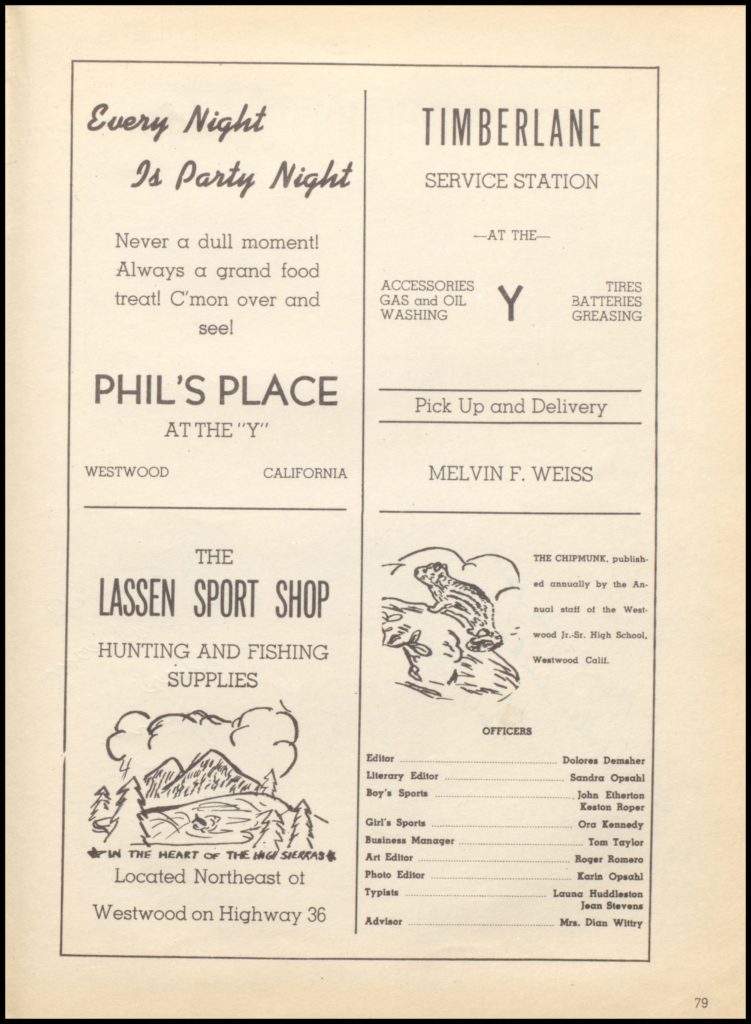 Every Night
Is Party Night
Never a dull moment!
Always a grand food
treat! C'mon over and
see!
PHIL'S PLACE
AT THE "Y"
WESTWOOD CALIFORNIA
THE
LASSEN SPORT SHOP
HUNTING AND FISHING
SUPPLIES
★ IN THE HEART OF THE HIGH SIERRAS ★
Located Northeast of
Westwood on Highway 36
TIMBERLANE
SERVICE STATION
—AT THE—
ACCESSORIES
GAS and OIL
WASHING
Y
TIRES
BATTERIES
GREASING
Pick Up and Delivery
MELVIN F. WEISS
THE CHIPMUNK, publish-
ed annually by the An-
nual staff of the West-
wood Jr.-Sr. High School,
Westwood Calif.
OFFICERS
Editor ........ Dolores Demsher
Literary Editor ........ Sandra Opsahl
Boy's Sports ........ John Etherton
Keston Roper
Girl's Sports ........ Ora Kennedy
Business Manager ........ Tom Taylor
Art Editor ........ Roger Romero
Photo Editor ........ Karin Opsahl
Typists ........ Launa Huddleston
Jean Stevens
Advisor ........ Mrs. Dian Wittry
79